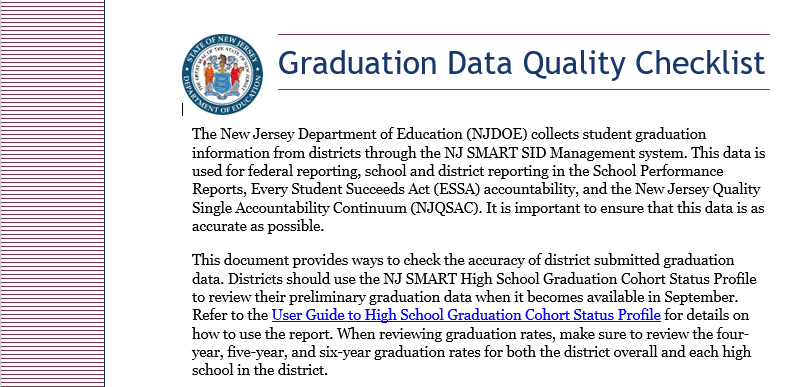 STATE OF NEW JERSEY
DEPARTMENT OF EDUCATION
Graduation Data Quality Checklist
The New Jersey Department of Education (NJDOE) collects student graduation
information from districts through the NJ SMART SID Management system. This data is
used for federal reporting, school and district reporting in the School Performance
Reports, Every Student Succeeds Act (ESSA) accountability, and the New Jersey Quality
Single Accountability Continuum (NJQSAC). It is important to ensure that this data is as
accurate as possible.
This document provides ways to check the accuracy of district submitted graduation
data. Districts should use the NJ SMART High School Graduation Cohort Status Profile
to review their preliminary graduation data when it becomes available in September.
Refer to the User Guide to High School Graduation Cohort Status Profile for details on
how to use the report. When reviewing graduation rates, make sure to review the four-
year, five-year, and six-year graduation rates for both the district overall and each high
school in the district.